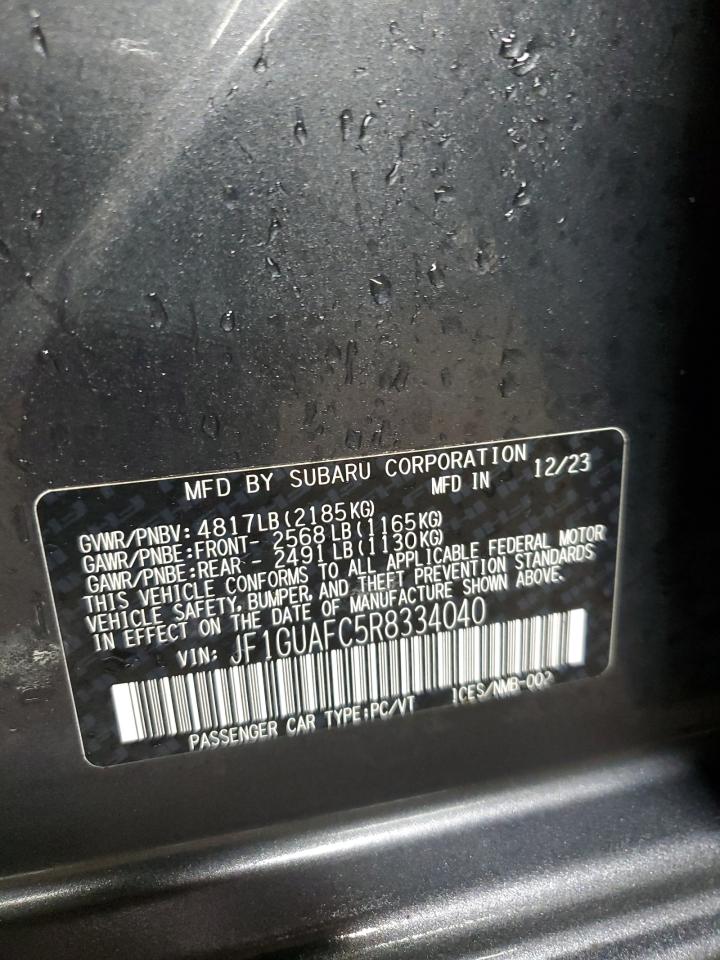 MFD BY SUBARU CORPORATION
MFD IN 12/23
GVWR/PNBV: 4817LB(2185KG)
GAWR/PNBE:FRONT- 2568LB(1165KG)
GAWR/PNBE:REAR - 2491LB(1130KG)
THIS VEHICLE CONFORMS TO ALL APPLICABLE FEDERAL MOTOR
VEHICLE SAFETY, BUMPER, AND THEFT PREVENTION STANDARDS
IN EFFECT ON THE DATE OF MANUFACTURE SHOWN ABOVE.
VIN: JF1GUAFC5R8334040
PASSENGER CAR TYPE:PC/VT ICES/NMB-002